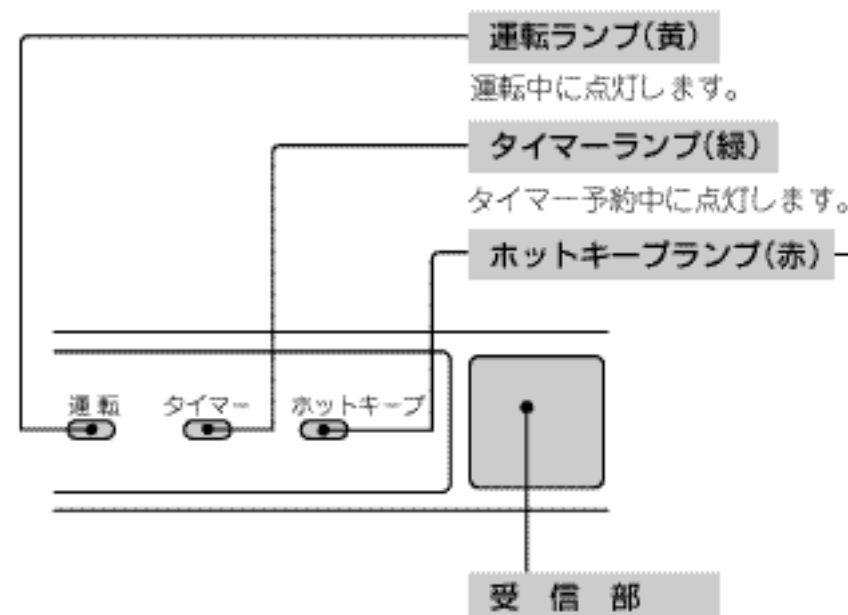 運転ランプ(黄)
運転中に点灯します。
タイマーランプ(緑)
タイマー予約中に点灯します。
ホットキープランプ(赤)
運転 タイマー ホットキープ
受信部